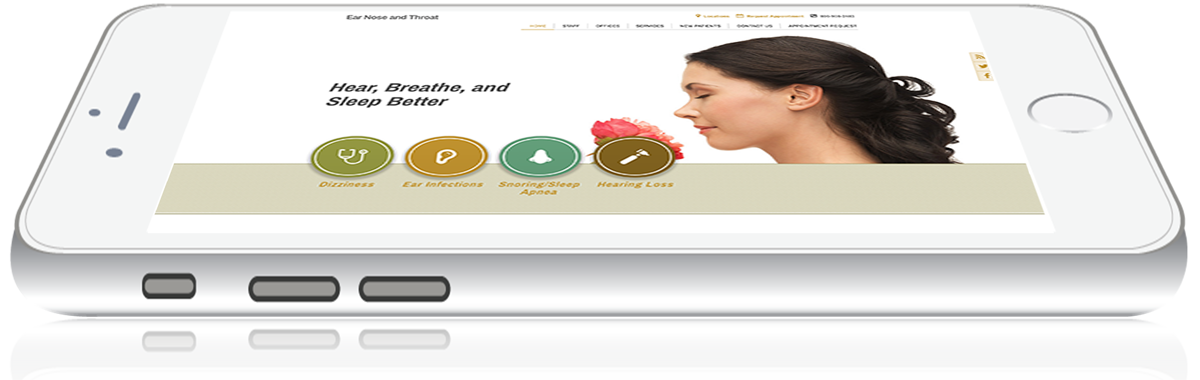 Ear Nose and Throat
Locations Request Appointment
HOME STAFF OFFICES SERVICES NEW PATIENTS CONTACT US APPOINTMENT REQUEST
Hear, Breathe, and
Sleep Better
Dizziness Ear Infections Snoring/Sleep Hearing Loss
Apnea